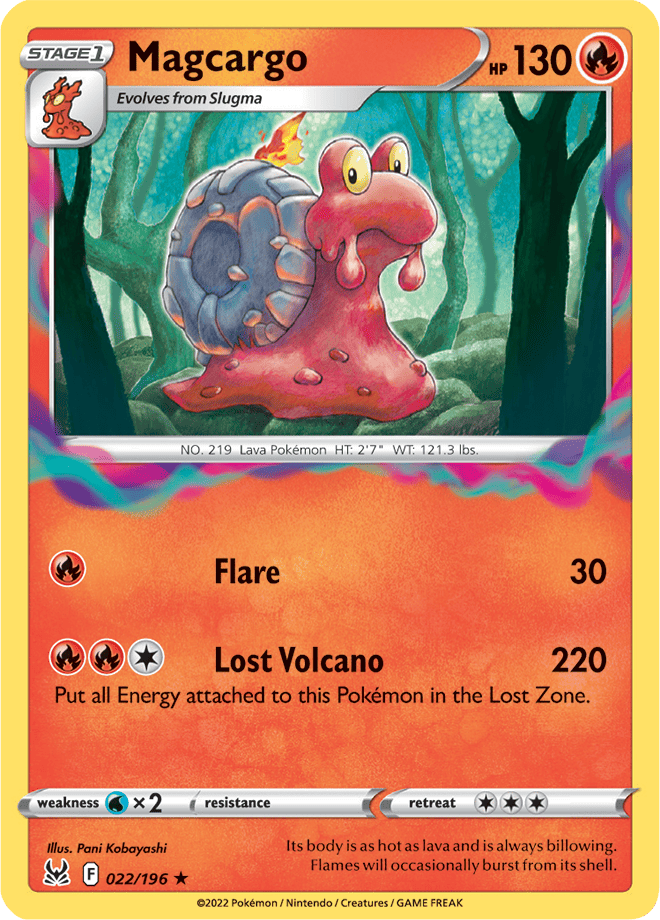 STAGE 1
Magcargo
HP 130
Evolves from Slugma
NO. 219 Lava Pokémon HT: 2'7" WT: 121.3 lbs.
Flare 30
Lost Volcano 220
Put all Energy attached to this Pokémon in the Lost Zone.
weakness ×2 resistance retreat
Illus. Pani Kobayashi
Its body is as hot as lava and is always billowing.
Flames will occasionally burst from its shell.
F 022/196 ★
©2022 Pokémon / Nintendo / Creatures / GAME FREAK